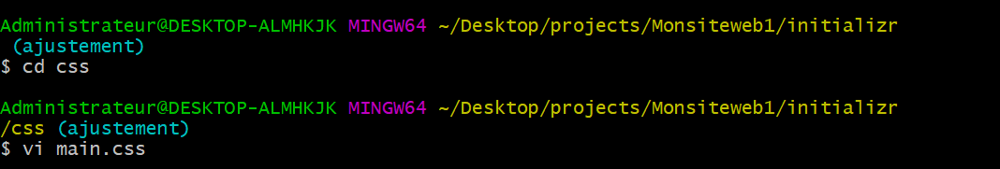 Administrateur@DESKTOP-ALMHKJK MINGW64 ~/Desktop/projects/Monsiteweb1/initializr
(ajustement)
$ cd css
Administrateur@DESKTOP-ALMHKJK MINGW64 ~/Desktop/projects/Monsiteweb1/initializr
/css (ajustement)
$ vi main.css